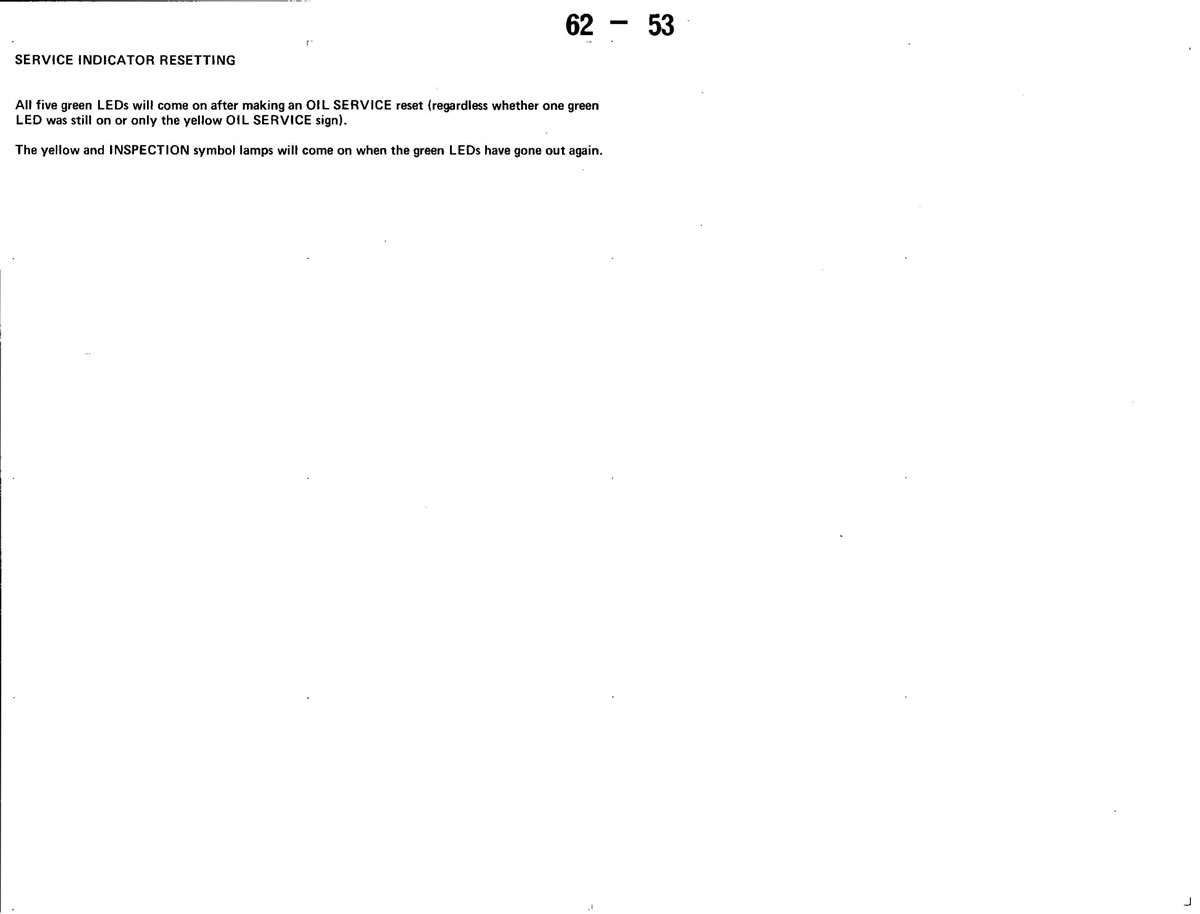 62 - 53
SERVICE INDICATOR RESETTING
All five green LEDs will come on after making an OIL SERVICE reset (regardless whether one green
LED was still on or only the yellow OIL SERVICE sign).
The yellow and INSPECTION symbol lamps will come on when the green LEDs have gone out again.